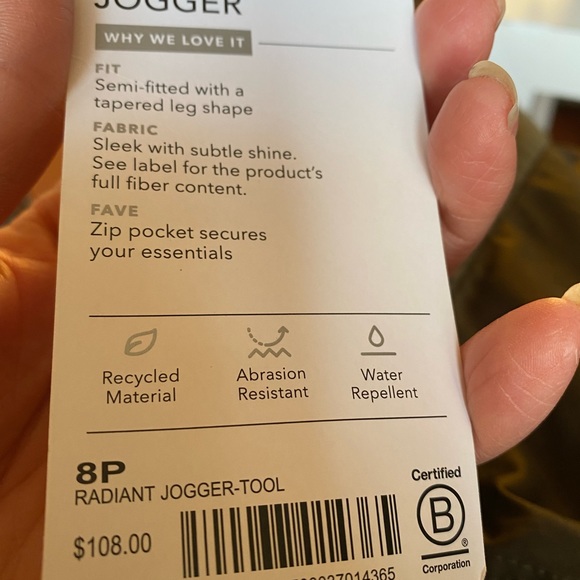 JOGGER
WHY WE LOVE IT
FIT
Semi-fitted with a
tapered leg shape
FABRIC
Sleek with subtle shine.
See label for the product's
full fiber content.
FAVE
Zip pocket secures
your essentials
Recycled
Material
Abrasion
Resistant
Water
Repellent
8P
RADIANT JOGGER-TOOL
$108.00
Certified
B
®
Corporation